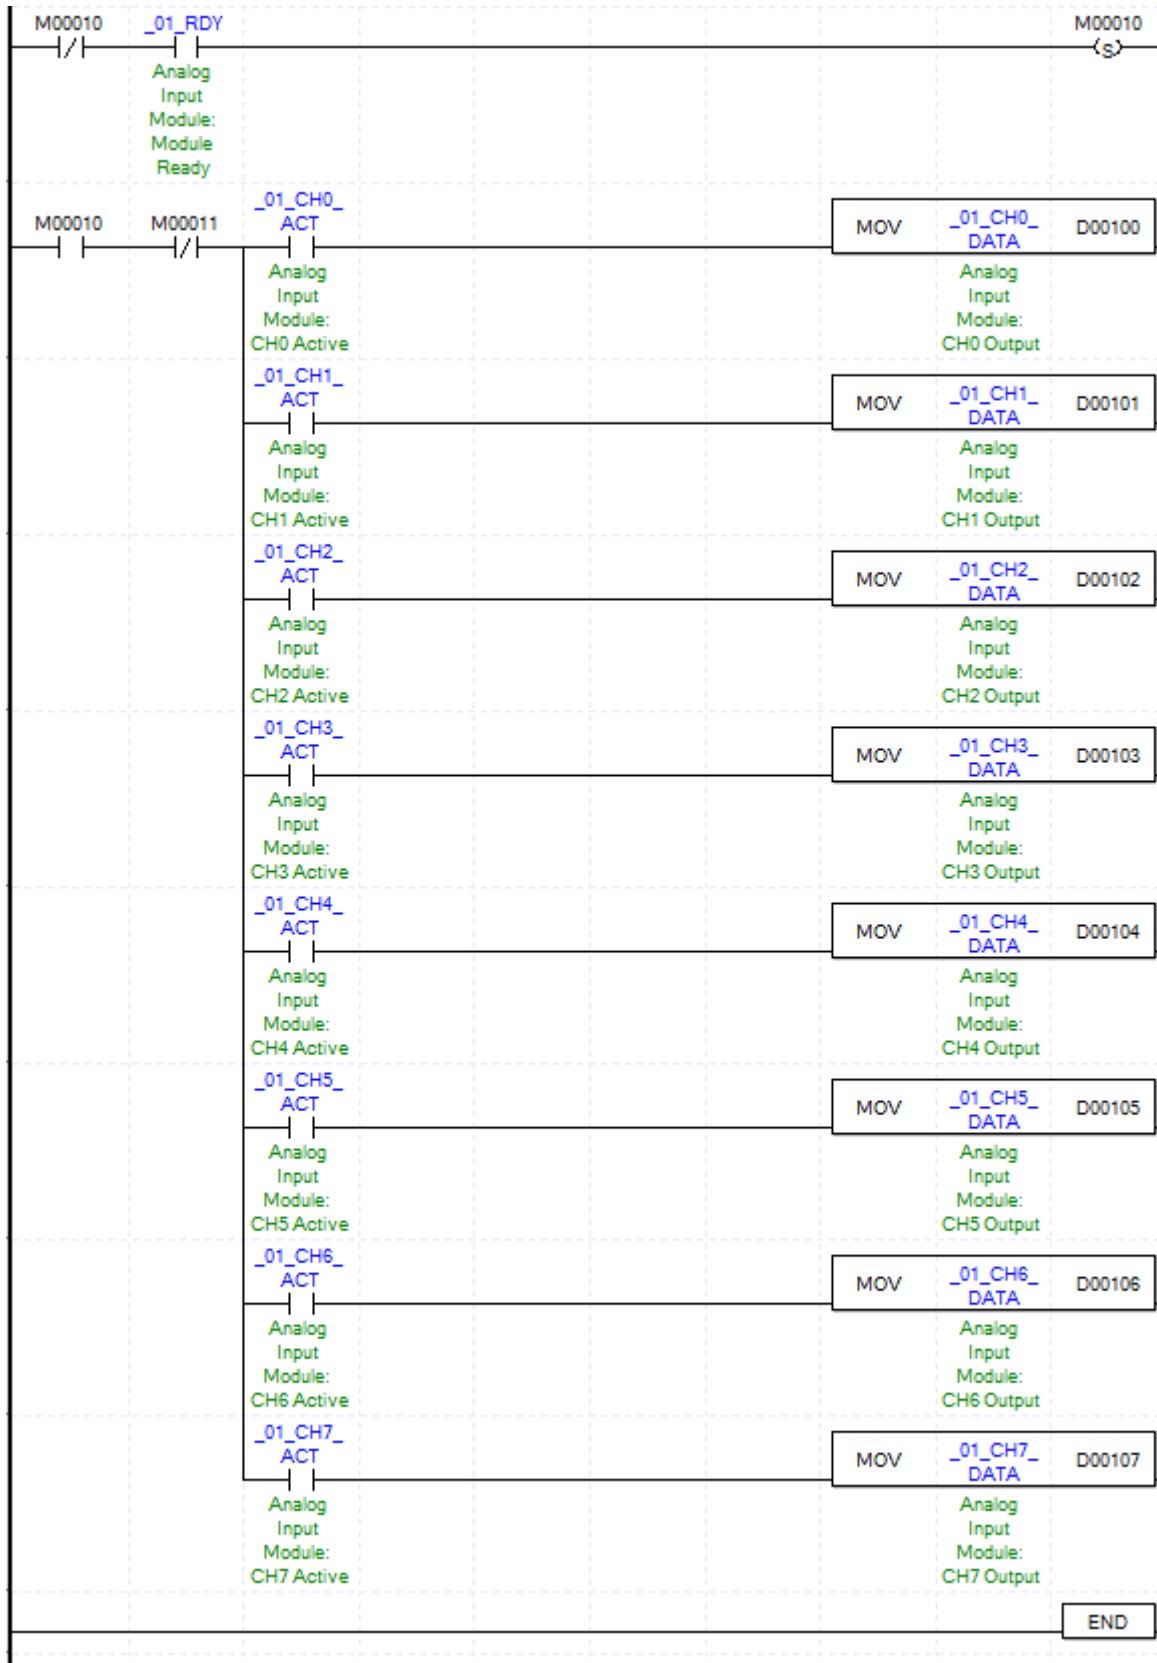 M00010 _01_RDY M00010
S
Analog
Input
Module:
Module
Ready
_01_CH0_
M00010 M00011 ACT MOV _01_CH0_ D00100
DATA
Analog Analog
Input Input
Module: Module:
CH0 Active CH0 Output
_01_CH1_
ACT MOV _01_CH1_ D00101
DATA
Analog Analog
Input Input
Module: Module:
CH1 Active CH1 Output
_01_CH2_
ACT MOV _01_CH2_ D00102
DATA
Analog Analog
Input Input
Module: Module:
CH2 Active CH2 Output
_01_CH3_
ACT MOV _01_CH3_ D00103
DATA
Analog Analog
Input Input
Module: Module:
CH3 Active CH3 Output
_01_CH4_
ACT MOV _01_CH4_ D00104
DATA
Analog Analog
Input Input
Module: Module:
CH4 Active CH4 Output
_01_CH5_
ACT MOV _01_CH5_ D00105
DATA
Analog Analog
Input Input
Module: Module:
CH5 Active CH5 Output
_01_CH6_
ACT MOV _01_CH6_ D00106
DATA
Analog Analog
Input Input
Module: Module:
CH6 Active CH6 Output
_01_CH7_
ACT MOV _01_CH7_ D00107
DATA
Analog Analog
Input Input
Module: Module:
CH7 Active CH7 Output
END